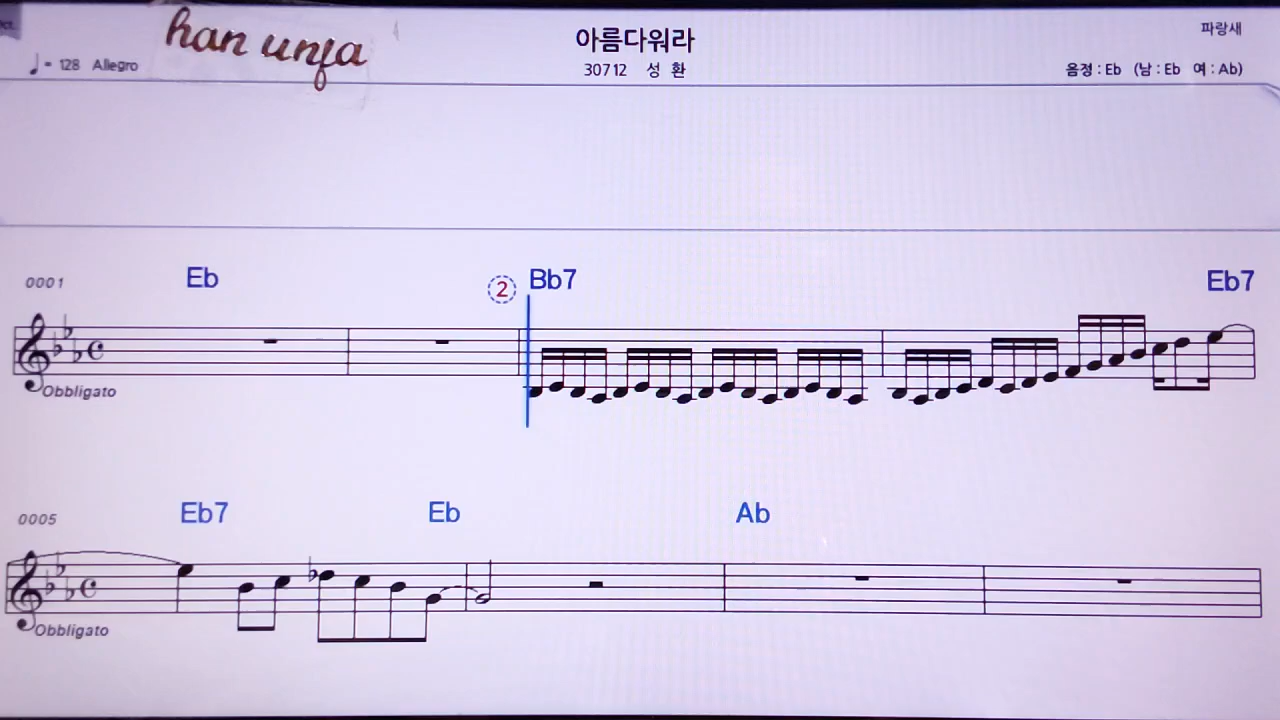 han unfa
아름다워라
파랑새
♩= 128 Allegro
30712 성 환
음정 : Eb (남 : Eb 여 : Ab)
0001
Eb
2
Bb7
Eb7
Obbligato
0005
Eb7
Eb
Ab
Obbligato